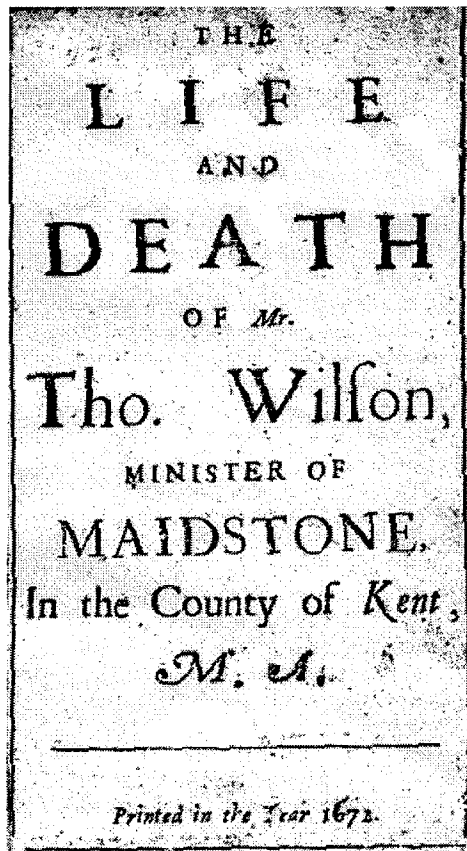 THE
LIFE
AND
DEATH
OF Mr.
Tho. Wilſon,
MINISTER OF
MAIDSTONE,
In the County of Kent,
M. A.
Printed in the Year 1672.